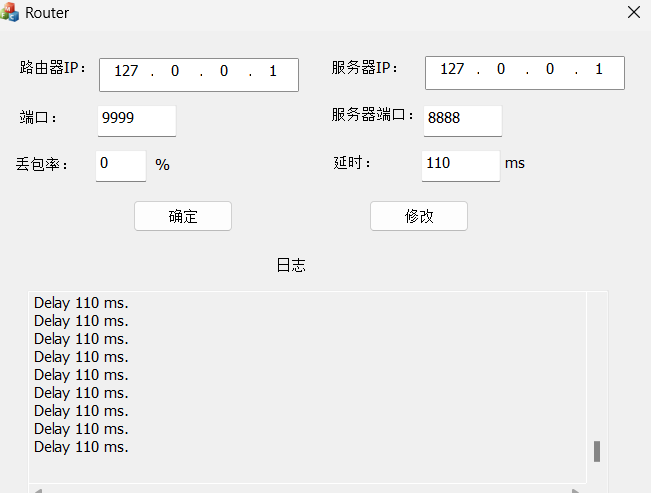 Router
路由器IP： 127 . 0 . 0 . 1 服务器IP： 127 . 0 . 0 . 1
端口： 9999 服务器端口： 8888
丢包率： 0 % 延时： 110 ms
确定 修改
日志
Delay 110 ms.
Delay 110 ms.
Delay 110 ms.
Delay 110 ms.
Delay 110 ms.
Delay 110 ms.
Delay 110 ms.
Delay 110 ms.
Delay 110 ms.